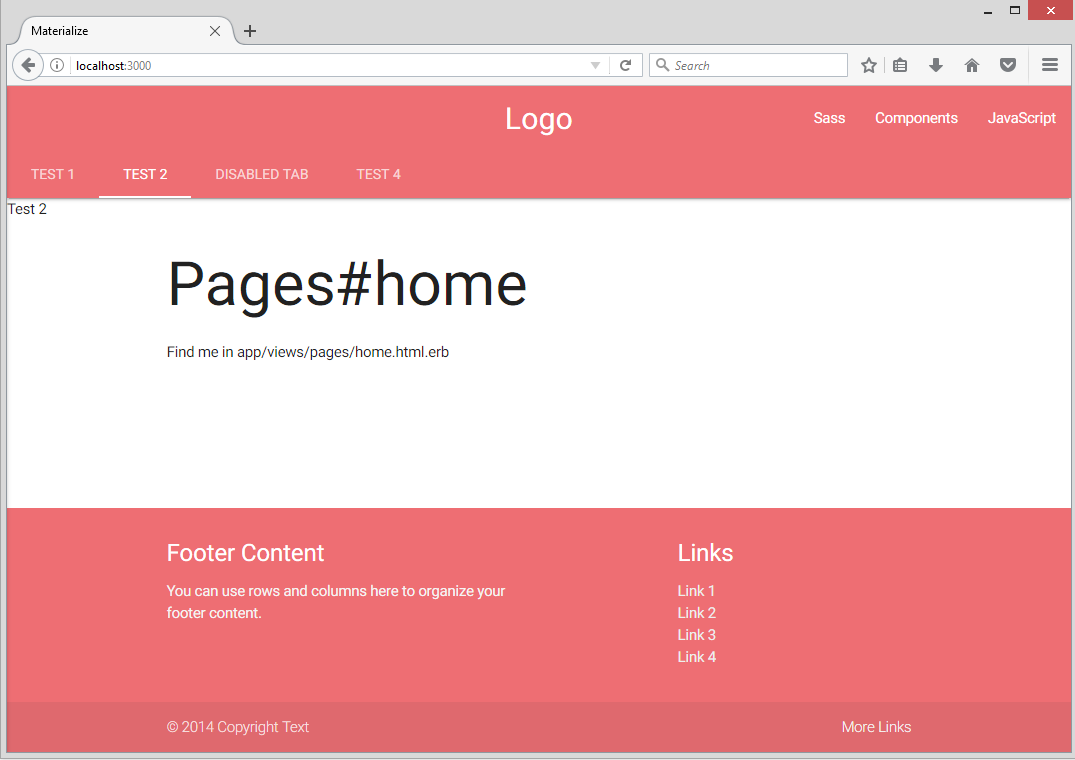 Materialize
localhost:3000
Search
Logo
Sass Components JavaScript
TEST 1 TEST 2 DISABLED TAB TEST 4
Test 2
Pages#home
Find me in app/views/pages/home.html.erb
Footer Content
You can use rows and columns here to organize your
footer content.
Links
Link 1
Link 2
Link 3
Link 4
© 2014 Copyright Text
More Links